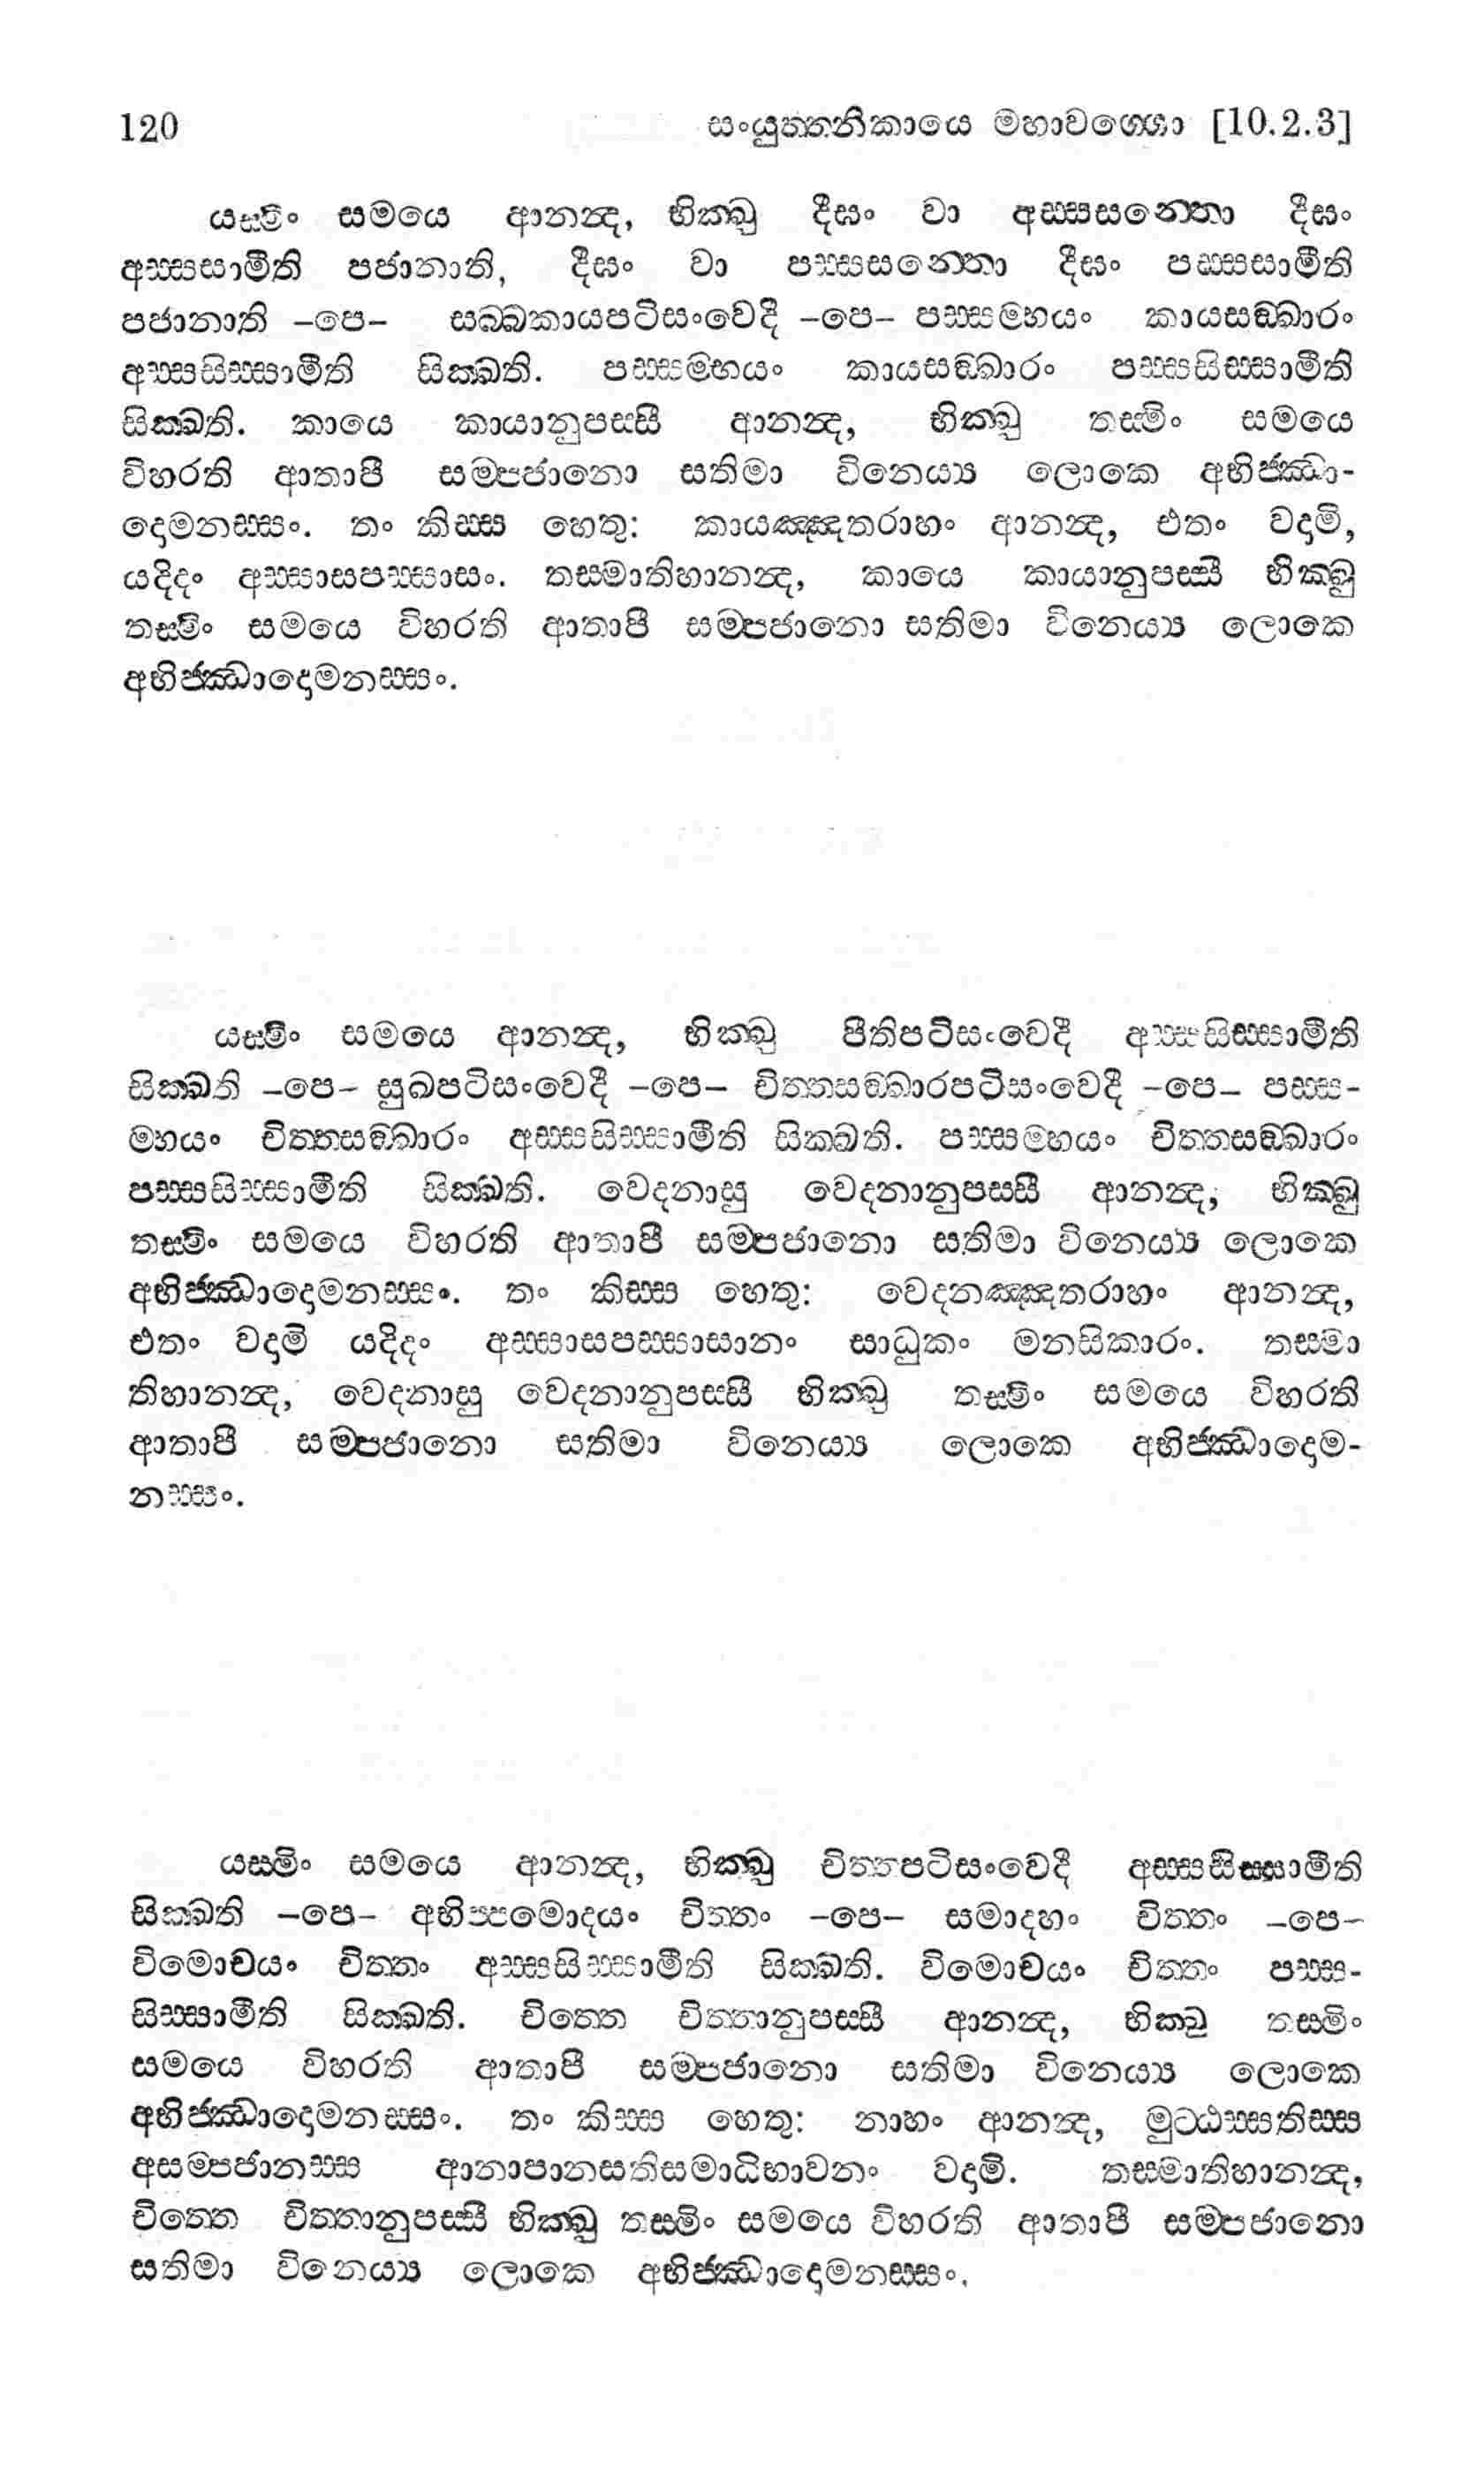 120 සංයුත්තනිකායෙ මහාවග්ගො [10.2.3]
යස්මිං සමයෙ ආනන්ද, භික්ඛු දීඝං වා අස්සසන්තො දීඝං
අස්සසාමීති පජානාති, දීඝං වා පස්සසන්තො දීඝං පස්සසාමීති
පජානාති –පෙ– සබ්බකායපටිසංවෙදී –පෙ– පස්සම්භයං කායසඞ්ඛාරං
අස්සසිස්සාමීති සික්ඛති. පස්සම්භයං කායසඞ්ඛාරං පස්සසිස්සාමීති
සික්ඛති. කායෙ කායානුපස්සී ආනන්ද, භික්ඛු තස්මිං සමයෙ
විහරති ආතාපී සම්පජානො සතිමා විනෙය්‍ය ලොකෙ අභිජ්ඣා-
දොමනස්සං. තං කිස්ස හෙතු: කායඤ්ඤතරාහං ආනන්ද, එතං වදාමි,
යදිදං අස්සාසපස්සාසං. තස්මාතිහානන්ද, කායෙ කායානුපස්සී භික්ඛු
තස්මිං සමයෙ විහරති ආතාපී සම්පජානො සතිමා විනෙය්‍ය ලොකෙ
අභිජ්ඣාදොමනස්සං.
යස්මිං සමයෙ ආනන්ද, භික්ඛු පීතිපටිසංවෙදී අස්සසිස්සාමීති
සික්ඛති –පෙ– සුඛපටිසංවෙදී –පෙ– චිත්තසඞ්ඛාරපටිසංවෙදී –පෙ– පස්ස-
ම්භයං චිත්තසඞ්ඛාරං අස්සසිස්සාමීති සික්ඛති. පස්සම්භයං චිත්තසඞ්ඛාරං
පස්සසිස්සාමීති සික්ඛති. වෙදනාසු වෙදනානුපස්සී ආනන්ද, භික්ඛු
තස්මිං සමයෙ විහරති ආතාපී සම්පජානො සතිමා විනෙය්‍ය ලොකෙ
අභිජ්ඣාදොමනස්සං. තං කිස්ස හෙතු: වෙදනඤ්ඤතරාහං ආනන්ද,
එතං වදාමි යදිදං අස්සාසපස්සාසානං සාධුකං මනසිකාරං. තස්මා
තිහානන්ද, වෙදනාසු වෙදනානුපස්සී භික්ඛු තස්මිං සමයෙ විහරති
ආතාපී සම්පජානො සතිමා විනෙය්‍ය ලොකෙ අභිජ්ඣාදොම-
නස්සං.
යස්මිං සමයෙ ආනන්ද, භික්ඛු චිත්තපටිසංවෙදී අස්සසිස්සාමීති
සික්ඛති –පෙ– අභිප්පමොදයං චිත්තං –පෙ– සමාදහං චිත්තං –පෙ–
විමොචයං චිත්තං අස්සසිස්සාමීති සික්ඛති. විමොචයං චිත්තං පස්ස-
සිස්සාමීති සික්ඛති. චිත්තෙ චිත්තානුපස්සී ආනන්ද, භික්ඛු තස්මිං
සමයෙ විහරති ආතාපී සම්පජානො සතිමා විනෙය්‍ය ලොකෙ
අභිජ්ඣාදොමනස්සං. තං කිස්ස හෙතු: නාහං ආනන්ද, මුට්ඨස්සතිස්ස
අසම්පජානස්ස ආනාපානසතිසමාධිභාවනං වදාමි. තස්මාතිහානන්ද,
චිත්තෙ චිත්තානුපස්සී භික්ඛු තස්මිං සමයෙ විහරති ආතාපී සම්පජානො
සතිමා විනෙය්‍ය ලොකෙ අභිජ්ඣාදොමනස්සං.